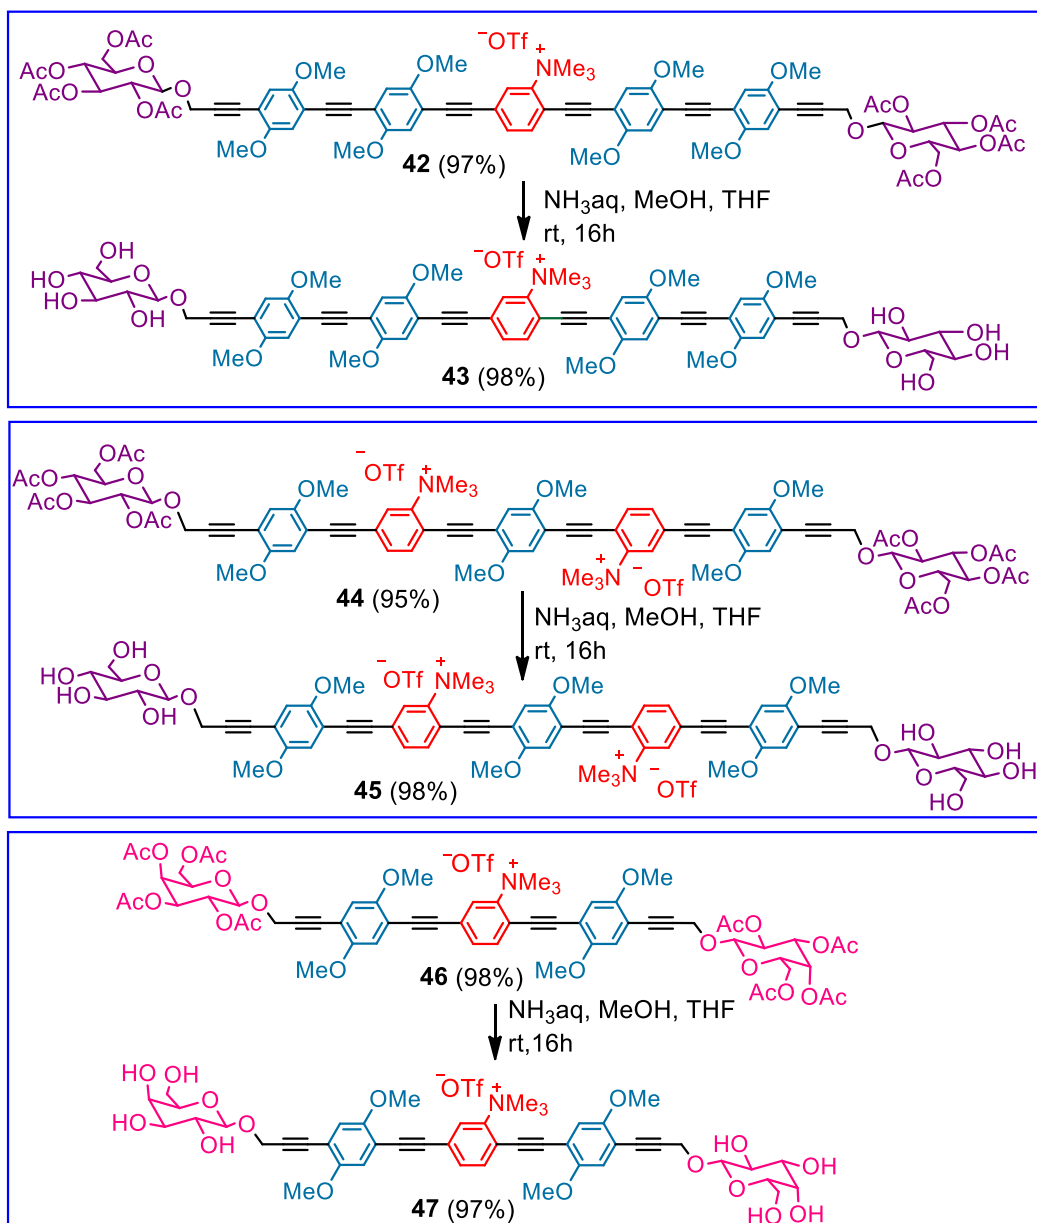 OAc
AcO
AcO
AcO
OAc
O
O
OMe
MeO
OMe
MeO
⁻OTf
+
NMe3
OMe
MeO
OMe
MeO
O
AcO
O
OAc
OAc
AcO
42 (97%)
NH3aq, MeOH, THF
rt, 16h
OH
HO
HO
OH
O
O
OMe
MeO
OMe
MeO
⁻OTf
+
NMe3
OMe
MeO
OMe
MeO
O
HO
O
OH
OH
HO
43 (98%)
OAc
AcO
AcO
OAc
O
O
OMe
MeO
⁻OTf
+
NMe3
OMe
MeO
+
Me3N
⁻OTf
OMe
MeO
O
AcO
O
OAc
OAc
AcO
44 (95%)
NH3aq, MeOH, THF
rt, 16h
OH
HO
HO
OH
O
O
OMe
MeO
⁻OTf
+
NMe3
OMe
MeO
+
Me3N
⁻OTf
OMe
MeO
O
HO
O
HO
OH
OH
HO
45 (98%)
AcO
OAc
AcO
OAc
O
O
OMe
MeO
⁻OTf
+
NMe3
OMe
MeO
O
AcO
O
OAc
AcO
OAc
46 (98%)
NH3aq, MeOH, THF
rt,16h
HO
OH
HO
OH
O
O
OMe
MeO
⁻OTf
+
NMe3
OMe
MeO
O
HO
O
OH
HO
OH
47 (97%)